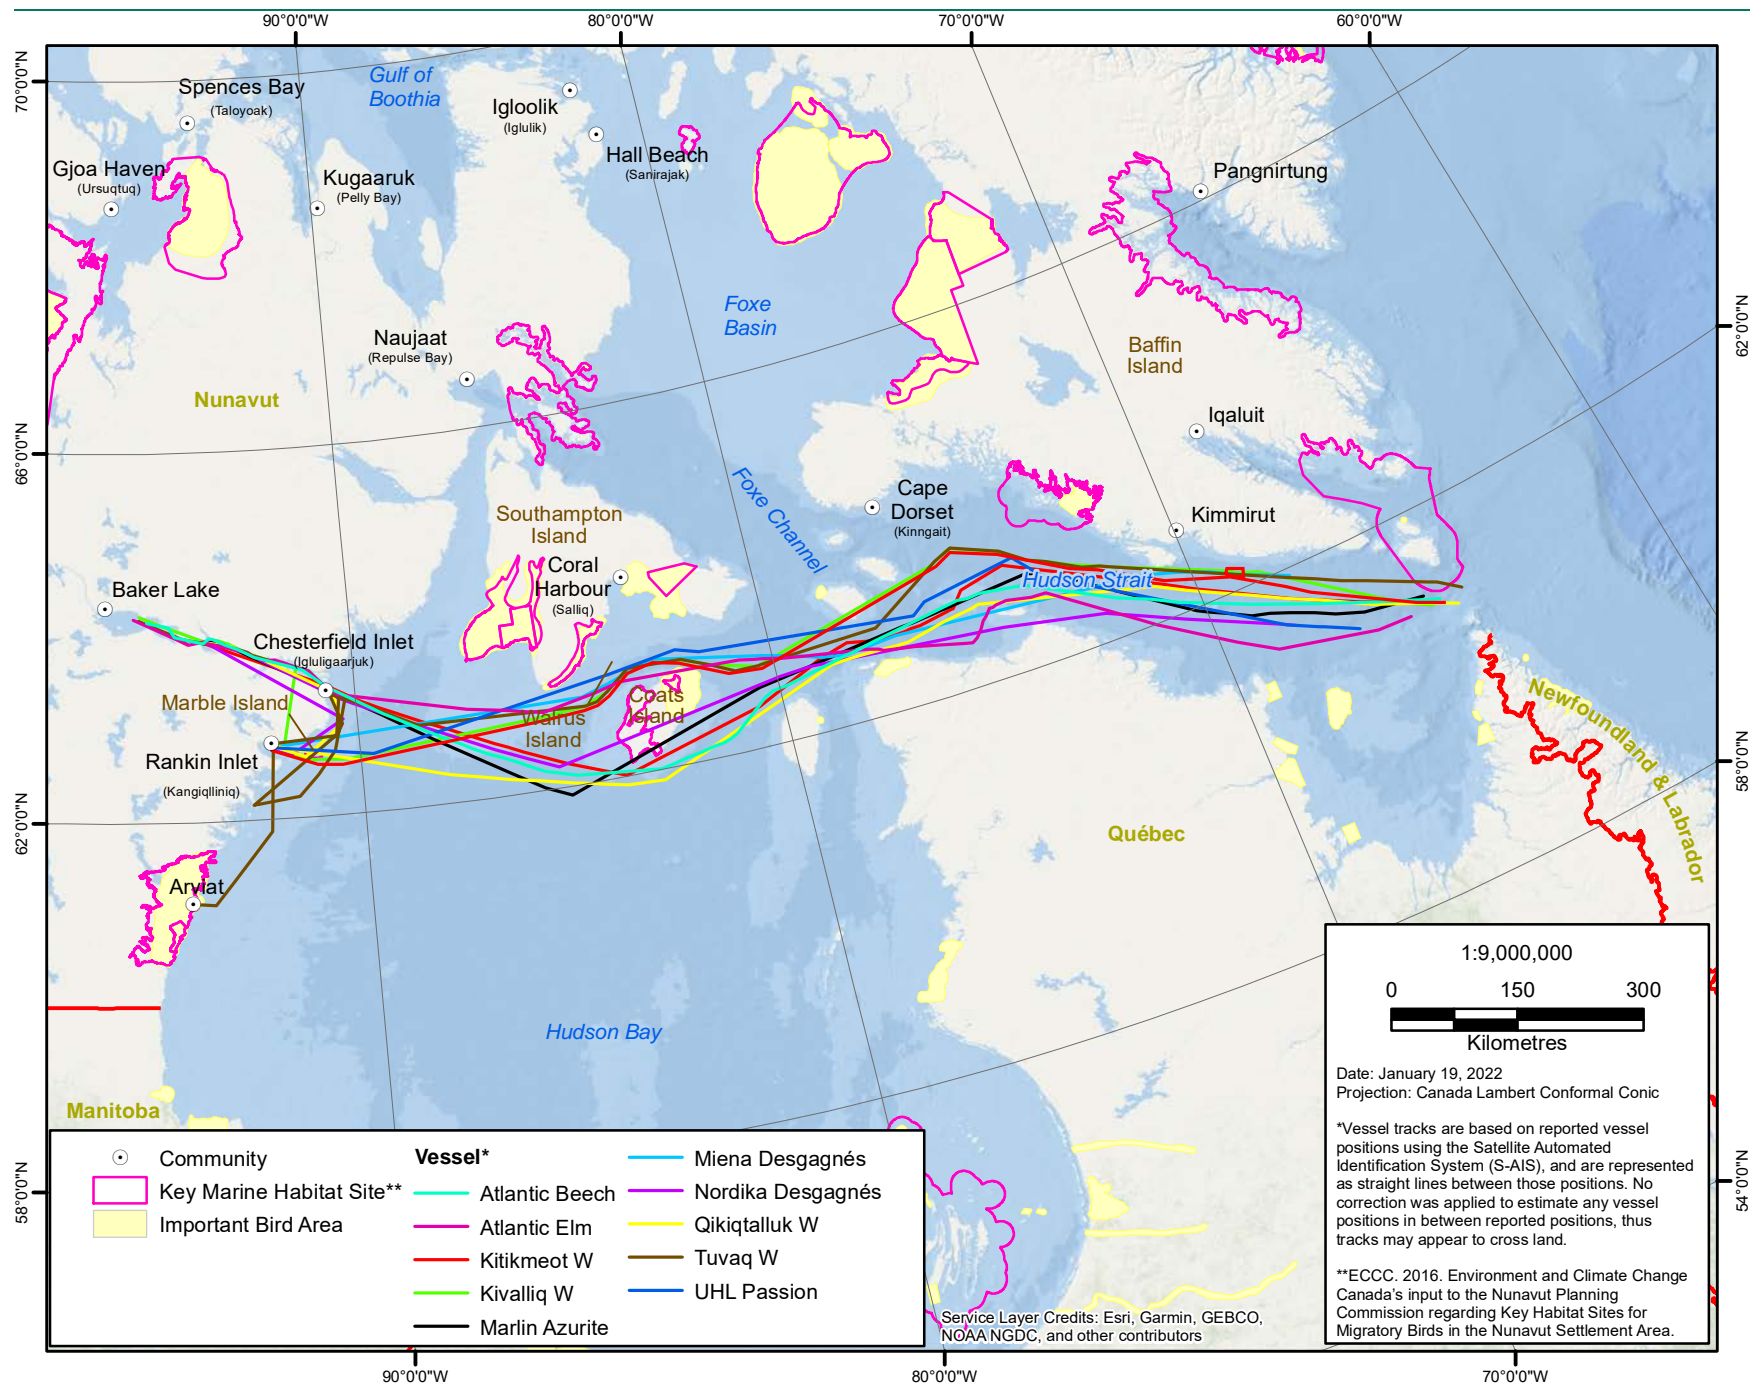 90°0'0"W
80°0'0"W
70°0'0"W
60°0'0"W
70°0'0"N
66°0'0"N
62°0'0"N
58°0'0"N
62°0'0"N
58°0'0"N
54°0'0"N
Spences Bay
(Taloyoak)
Gulf of
Boothia
Igloolik
(Iglulik)
Hall Beach
(Sanirajak)
Gjoa Haven
(Ursuqtuq)
Kugaaruk
(Pelly Bay)
Pangnirtung
Foxe
Basin
Naujaat
(Repulse Bay)
Baffin
Island
Nunavut
Iqaluit
Foxe Channel
Cape
Dorset
(Kinngait)
Kimmirut
Southampton
Island
Coral
Harbour
(Salliq)
Hudson Strait
Baker Lake
Chesterfield Inlet
(Igluligaarjuk)
Marble Island
Walrus
Island
Coats
Island
Rankin Inlet
(Kangiqlliniq)
Newfoundland & Labrador
Québec
Arviat
Hudson Bay
Manitoba
Community
Key Marine Habitat Site**
Important Bird Area
Vessel*
Atlantic Beech
Atlantic Elm
Kitikmeot W
Kivalliq W
Marlin Azurite
Miena Desgagnés
Nordika Desgagnés
Qikiqtalluk W
Tuvaq W
UHL Passion
Service Layer Credits: Esri, Garmin, GEBCO,
NOAA NGDC, and other contributors
1:9,000,000
0 150 300
Kilometres
Date: January 19, 2022
Projection: Canada Lambert Conformal Conic
*Vessel tracks are based on reported vessel
positions using the Satellite Automated
Identification System (S-AIS), and are represented
as straight lines between those positions. No
correction was applied to estimate any vessel
positions in between reported positions, thus
tracks may appear to cross land.
**ECCC. 2016. Environment and Climate Change
Canada's input to the Nunavut Planning
Commission regarding Key Habitat Sites for
Migratory Birds in the Nunavut Settlement Area.
90°0'0"W
80°0'0"W
70°0'0"W